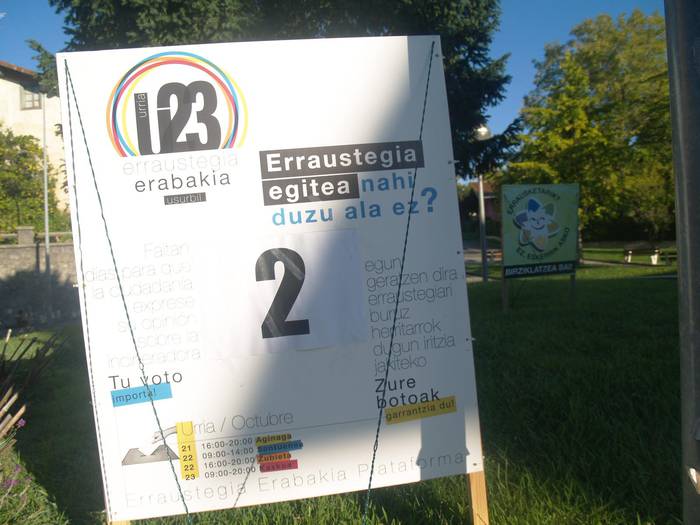 urria
U23
erraustegia
erabakia
usurbil
Erraustegia
egitea nahi
duzu ala ez?
Faltan
días para que
la ciudadanía
exprese
su opinión
sobre la
incineradora
2
egun
geratzen dira
erraustegiari
buruz
herritarrok
dugun iritzia
jakiteko
Tu voto
importa!
Zure
botoak
garrantzia du!
Urria / Octubre
21 16:00-20:00 Aginaga
22 09:00-14:00 Santuenea
22 16:00-20:00 Zubieta
23 09:00-20:00 Kaskoa
Erraustegia Erabakia Plataforma
ERRAUSKETARIK
EZ, ESKERRIK ASKO
BIRZIKLATZEA BAI!